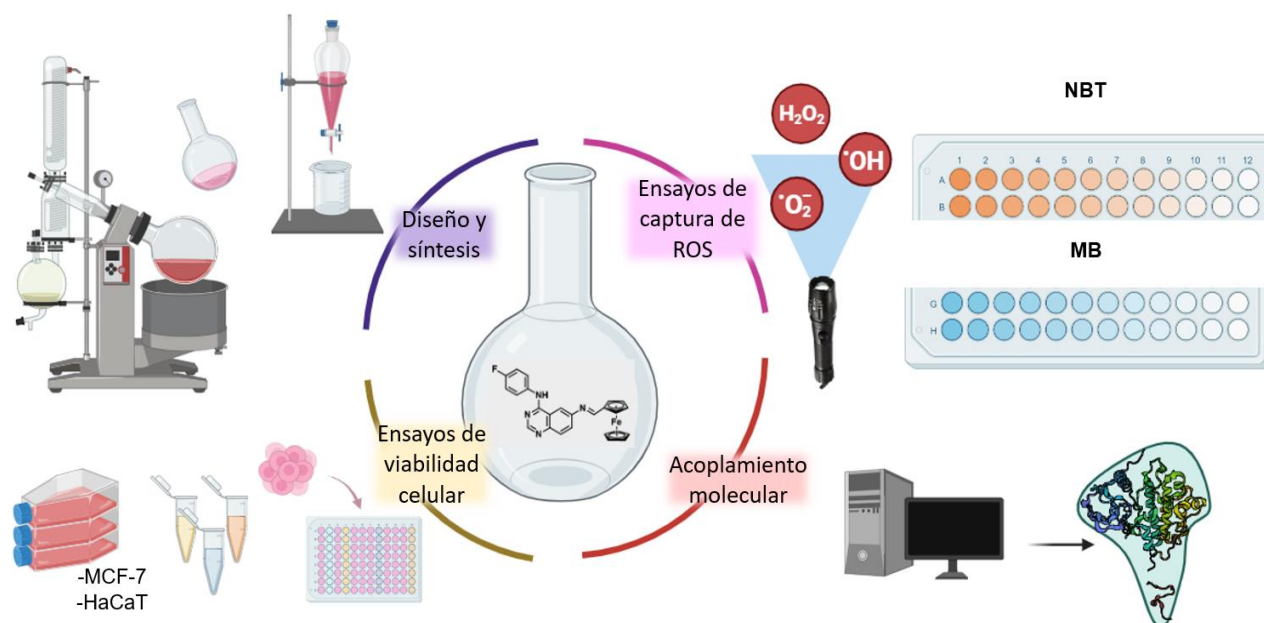 Diseño y
síntesis
Ensayos de
captura de
ROS
H₂O₂
•OH
•O₂⁻
NBT
1 2 3 4 5 6 7 8 9 10 11 12
A
B
MB
G
H
F
NH
N
N
N
Fe
Ensayos de
viabilidad
celular
Acoplamiento
molecular
-MCF-7
-HaCaT